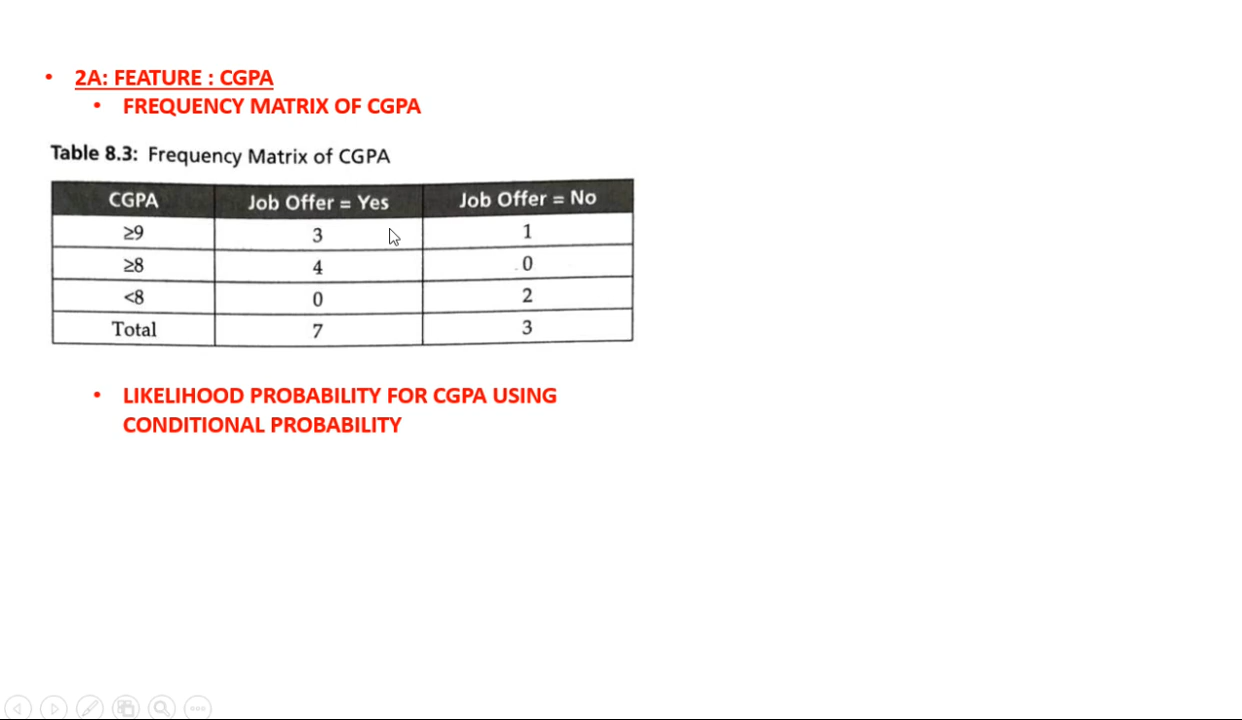 • 2A: FEATURE : CGPA
• FREQUENCY MATRIX OF CGPA
Table 8.3: Frequency Matrix of CGPA
CGPA Job Offer = Yes Job Offer = No
≥9 3 1
≥8 4 0
<8 0 2
Total 7 3
• LIKELIHOOD PROBABILITY FOR CGPA USING
CONDITIONAL PROBABILITY